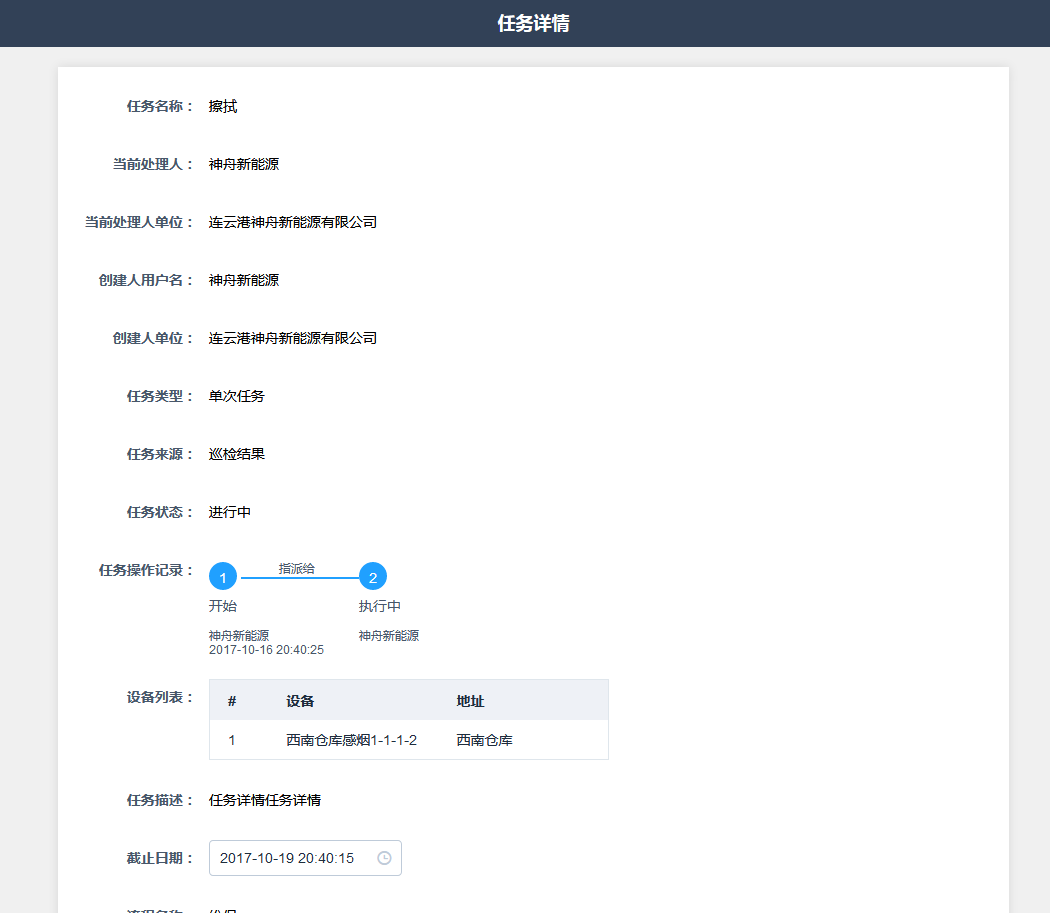 任务详情
任务名称： 擦拭
当前处理人： 神舟新能源
当前处理人单位： 连云港神舟新能源有限公司
创建人用户名： 神舟新能源
创建人单位： 连云港神舟新能源有限公司
任务类型： 单次任务
任务来源： 巡检结果
任务状态： 进行中
任务操作记录： 1 指派给 2
开始 执行中
神舟新能源 神舟新能源
2017-10-16 20:40:25
设备列表： # 设备 地址
1 西南仓库感烟1-1-1-2 西南仓库
任务描述： 任务详情任务详情
截止日期： 2017-10-19 20:40:15